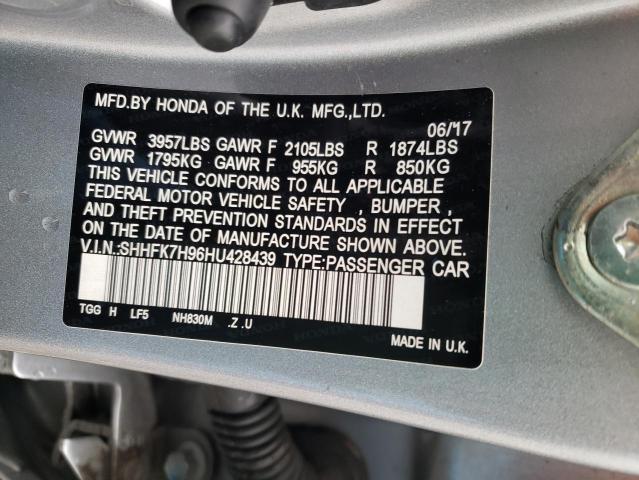 MFD.BY HONDA OF THE U.K. MFG.,LTD.
06/'17
GVWR 3957LBS GAWR F 2105LBS R 1874LBS
GVWR 1795KG GAWR F 955KG R 850KG
THIS VEHICLE CONFORMS TO ALL APPLICABLE
FEDERAL MOTOR VEHICLE SAFETY , BUMPER ,
AND THEFT PREVENTION STANDARDS IN EFFECT
ON THE DATE OF MANUFACTURE SHOWN ABOVE.
V.I.N.:SHHFK7H96HU428439 TYPE:PASSENGER CAR
TGG H LF5 NH830M .Z .U
MADE IN U.K.